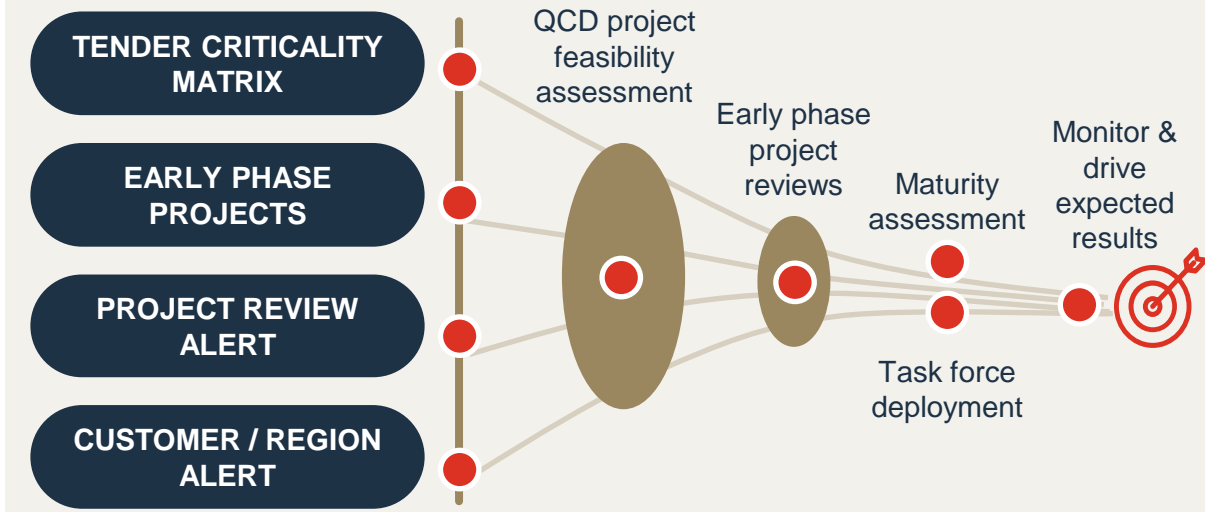 TENDER CRITICALITY
MATRIX
EARLY PHASE
PROJECTS
PROJECT REVIEW
ALERT
CUSTOMER / REGION
ALERT
QCD project
feasibility
assessment
Early phase
project
reviews
Maturity
assessment
Task force
deployment
Monitor &
drive
expected
results